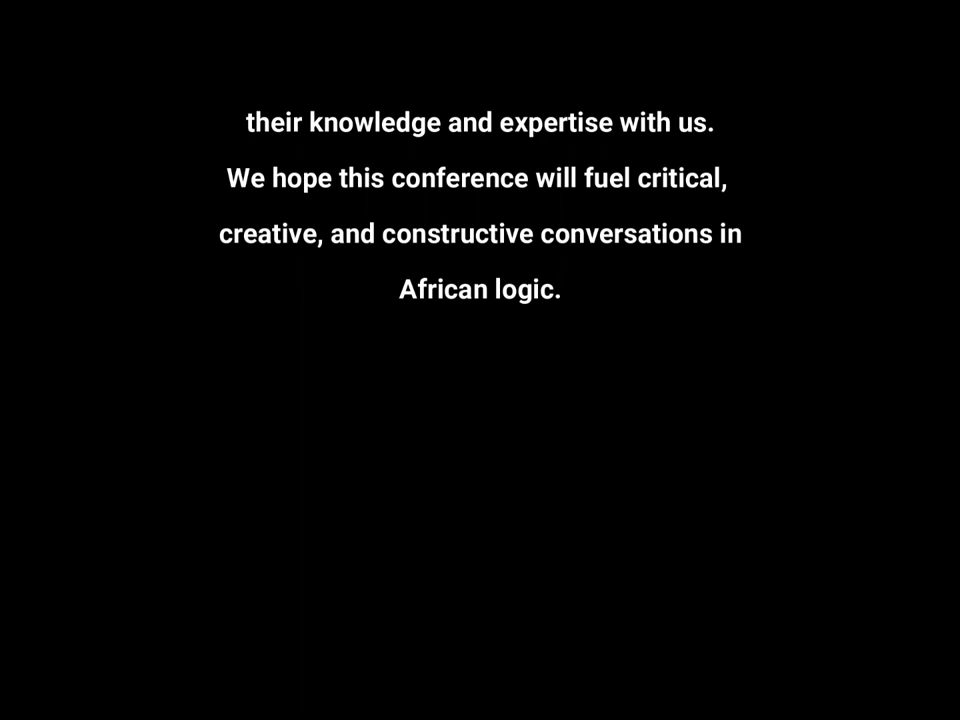 their knowledge and expertise with us.
We hope this conference will fuel critical,
creative, and constructive conversations in
African logic.